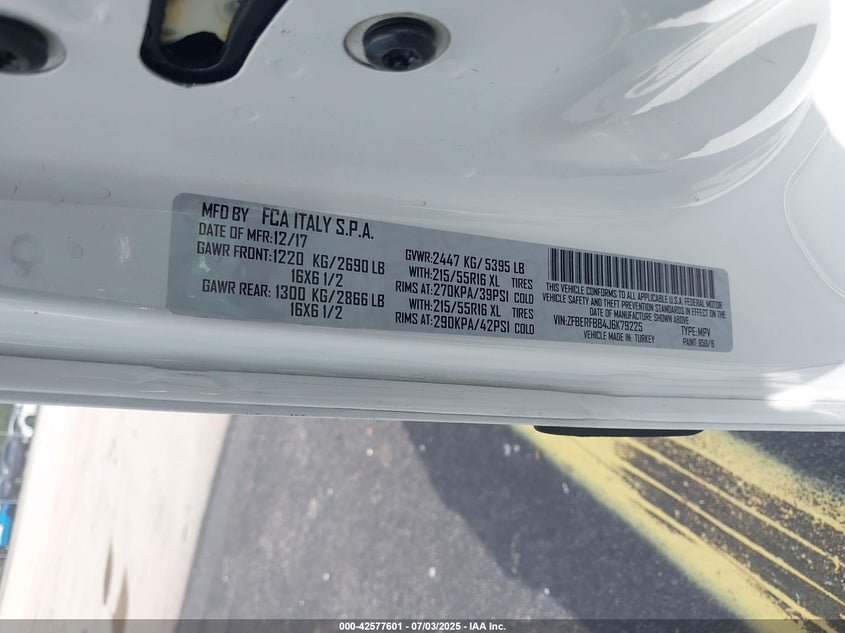 MFD BY FCA ITALY S.P.A.
DATE OF MFR:12/17
GAWR FRONT:1220 KG/2690 LB
16X6 1/2
GAWR REAR:1300 KG/2866 LB
16X6 1/2
GVWR:2447 KG/5395 LB
WITH:215/55R16 XL TIRES
RIMS AT:270KPA/39PSI COLD
WITH:215/55R16 XL TIRES
RIMS AT:290KPA/42PSI COLD
THIS VEHICLE CONFORMS TO ALL APPLICABLE U.S.A. FEDERAL MOTOR
VEHICLE SAFETY AND THEFT PREVENTION STANDARDS IN EFFECT ON THE
DATE OF MANUFACTURE SHOWN ABOVE.
VIN:ZFBERFBB4J6K79225 TYPE:MPV
VEHICLE MADE IN: TURKEY PAINT: 850/B
000-42577601 - 07/03/2025 - IAA Inc.